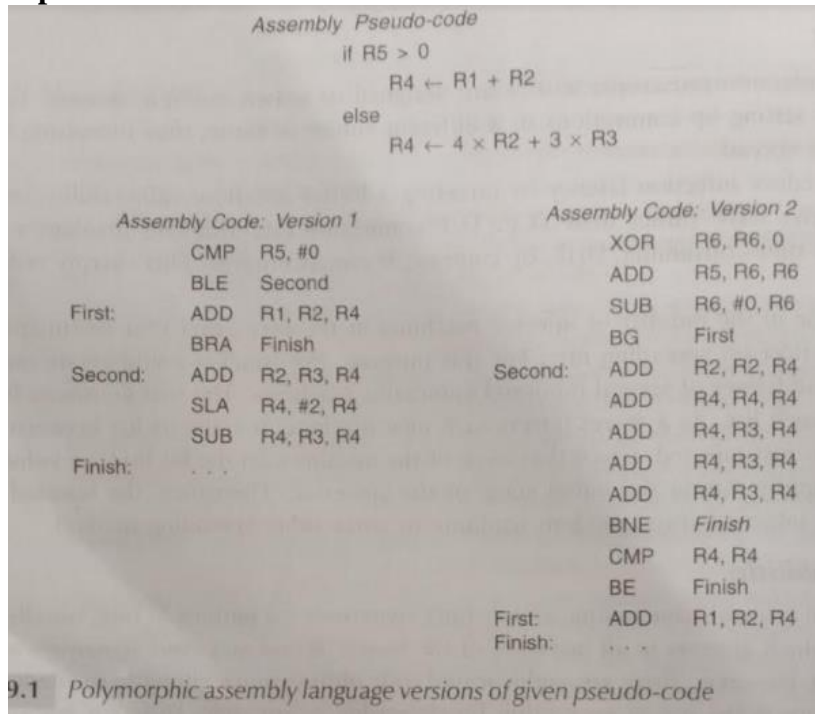 Assembly Pseudo-code
if R5 > 0
R4 ← R1 + R2
else
R4 ← 4 × R2 + 3 × R3
Assembly Code: Version 1
CMP R5, #0
BLE Second
First: ADD R1, R2, R4
BRA Finish
Second: ADD R2, R3, R4
SLA R4, #2, R4
SUB R4, R3, R4
Finish: . . . .
Assembly Code: Version 2
XOR R6, R6, 0
ADD R5, R6, R6
SUB R6, #0, R6
BG First
Second: ADD R2, R2, R4
ADD R4, R4, R4
ADD R4, R3, R4
ADD R4, R3, R4
ADD R4, R3, R4
BNE Finish
CMP R4, R4
BE Finish
First: ADD R1, R2, R4
Finish: . . .
9.1 Polymorphic assembly language versions of given pseudo-code